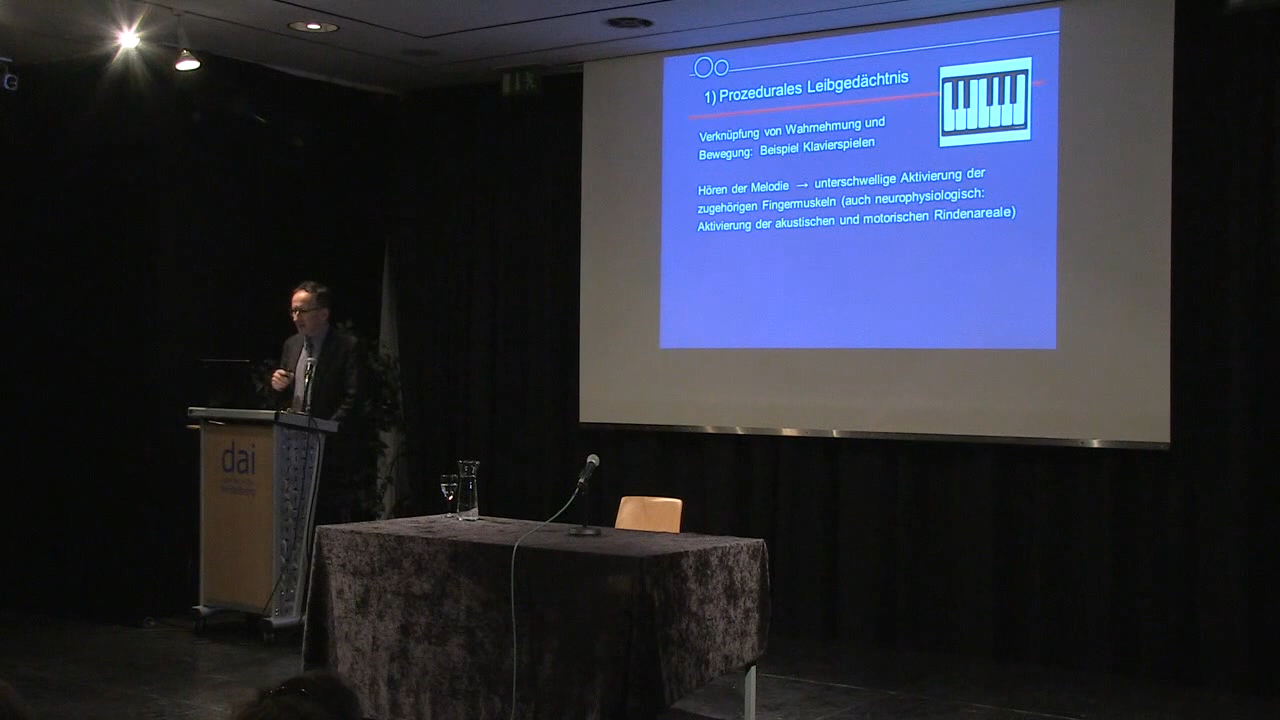 1) Prozedurales Leibgedächtnis
Verknüpfung von Wahrnehmung und
Bewegung: Beispiel Klavierspielen
Hören der Melodie → unterschwellige Aktivierung der
zugehörigen Fingermuskeln (auch neurophysiologisch:
Aktivierung der akustischen und motorischen Rindenareale)
dai